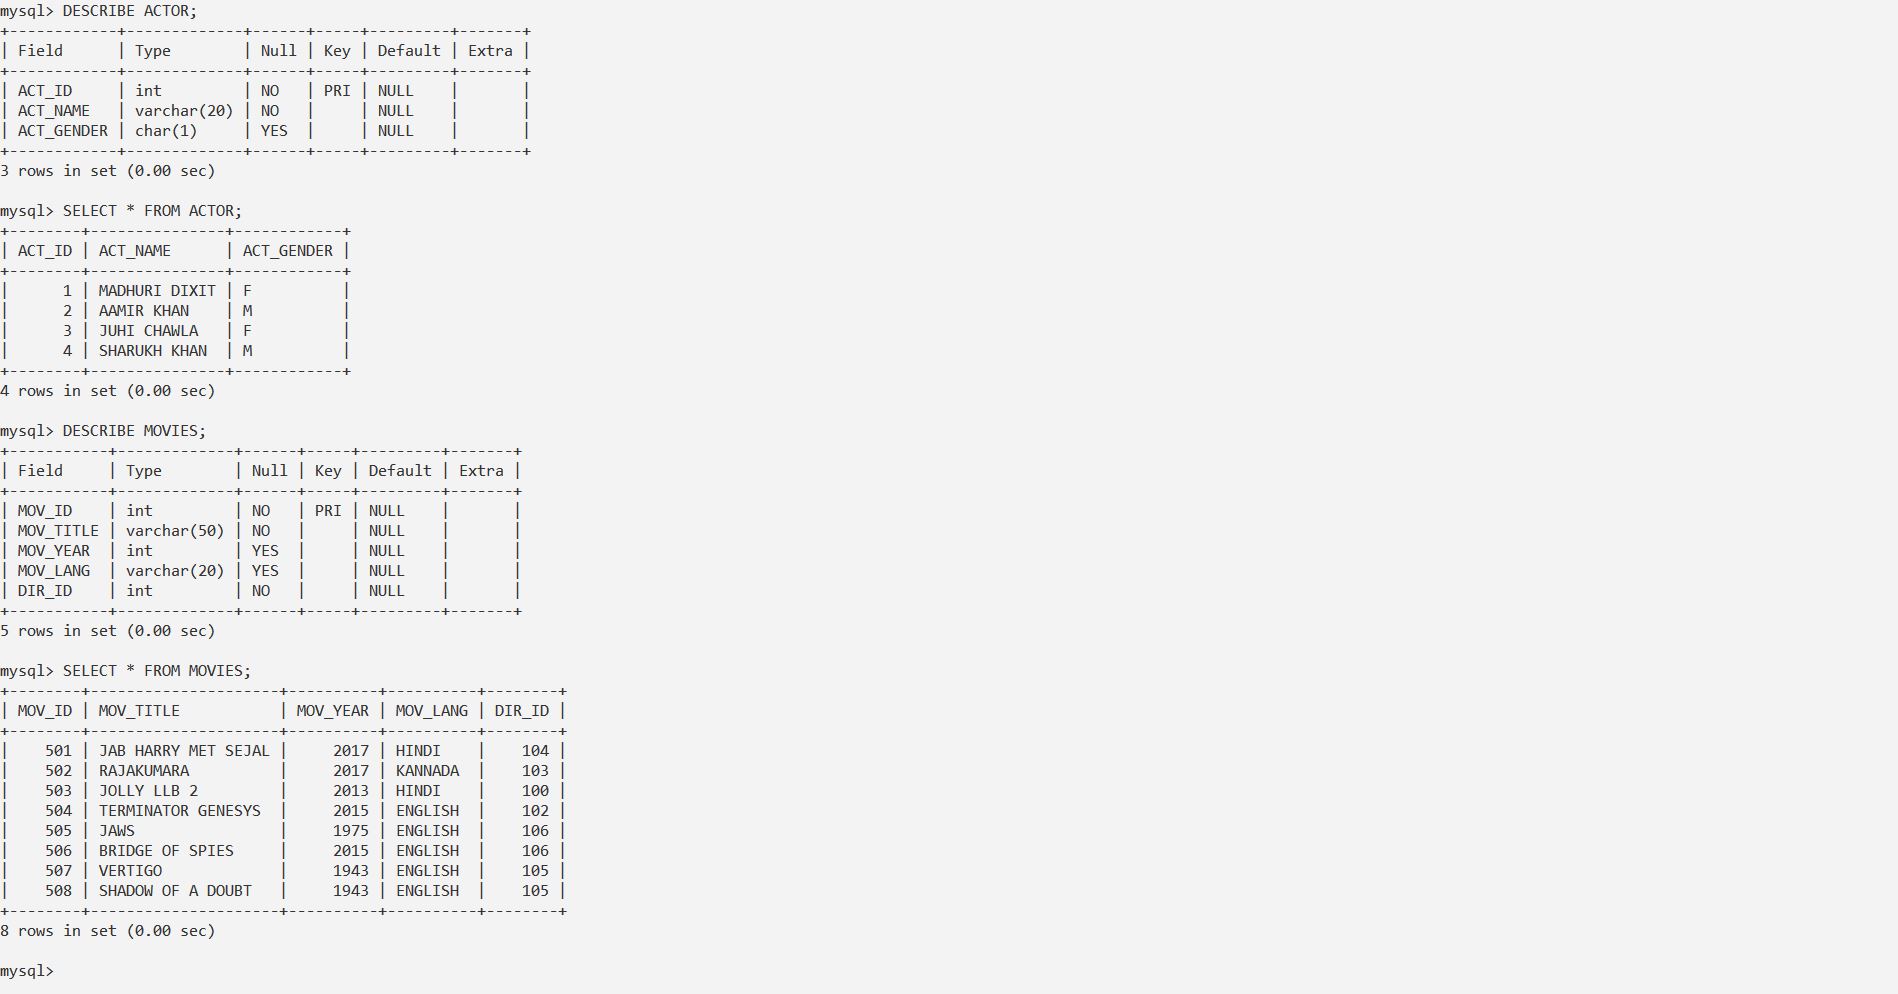 mysql> DESCRIBE ACTOR;
+------------+-------------+------+-----+---------+-------+
| Field      | Type        | Null | Key | Default | Extra |
+------------+-------------+------+-----+---------+-------+
| ACT_ID     | int         | NO   | PRI | NULL    |       |
| ACT_NAME   | varchar(20) | NO   |     | NULL    |       |
| ACT_GENDER | char(1)     | YES  |     | NULL    |       |
+------------+-------------+------+-----+---------+-------+
3 rows in set (0.00 sec)

mysql> SELECT * FROM ACTOR;
+--------+---------------+------------+
| ACT_ID | ACT_NAME      | ACT_GENDER |
+--------+---------------+------------+
|      1 | MADHURI DIXIT | F          |
|      2 | AAMIR KHAN    | M          |
|      3 | JUHI CHAWLA   | F          |
|      4 | SHARUKH KHAN  | M          |
+--------+---------------+------------+
4 rows in set (0.00 sec)

mysql> DESCRIBE MOVIES;
+-----------+-------------+------+-----+---------+-------+
| Field     | Type        | Null | Key | Default | Extra |
+-----------+-------------+------+-----+---------+-------+
| MOV_ID    | int         | NO   | PRI | NULL    |       |
| MOV_TITLE | varchar(50) | NO   |     | NULL    |       |
| MOV_YEAR  | int         | YES  |     | NULL    |       |
| MOV_LANG  | varchar(20) | YES  |     | NULL    |       |
| DIR_ID    | int         | NO   |     | NULL    |       |
+-----------+-------------+------+-----+---------+-------+
5 rows in set (0.00 sec)

mysql> SELECT * FROM MOVIES;
+--------+---------------------+----------+----------+--------+
| MOV_ID | MOV_TITLE           | MOV_YEAR | MOV_LANG | DIR_ID |
+--------+---------------------+----------+----------+--------+
|    501 | JAB HARRY MET SEJAL |     2017 | HINDI    |    104 |
|    502 | RAJAKUMARA          |     2017 | KANNADA  |    103 |
|    503 | JOLLY LLB 2         |     2013 | HINDI    |    100 |
|    504 | TERMINATOR GENESYS  |     2015 | ENGLISH  |    102 |
|    505 | JAWS                |     1975 | ENGLISH  |    106 |
|    506 | BRIDGE OF SPIES     |     2015 | ENGLISH  |    106 |
|    507 | VERTIGO             |     1943 | ENGLISH  |    105 |
|    508 | SHADOW OF A DOUBT   |     1943 | ENGLISH  |    105 |
+--------+---------------------+----------+----------+--------+
8 rows in set (0.00 sec)

mysql>